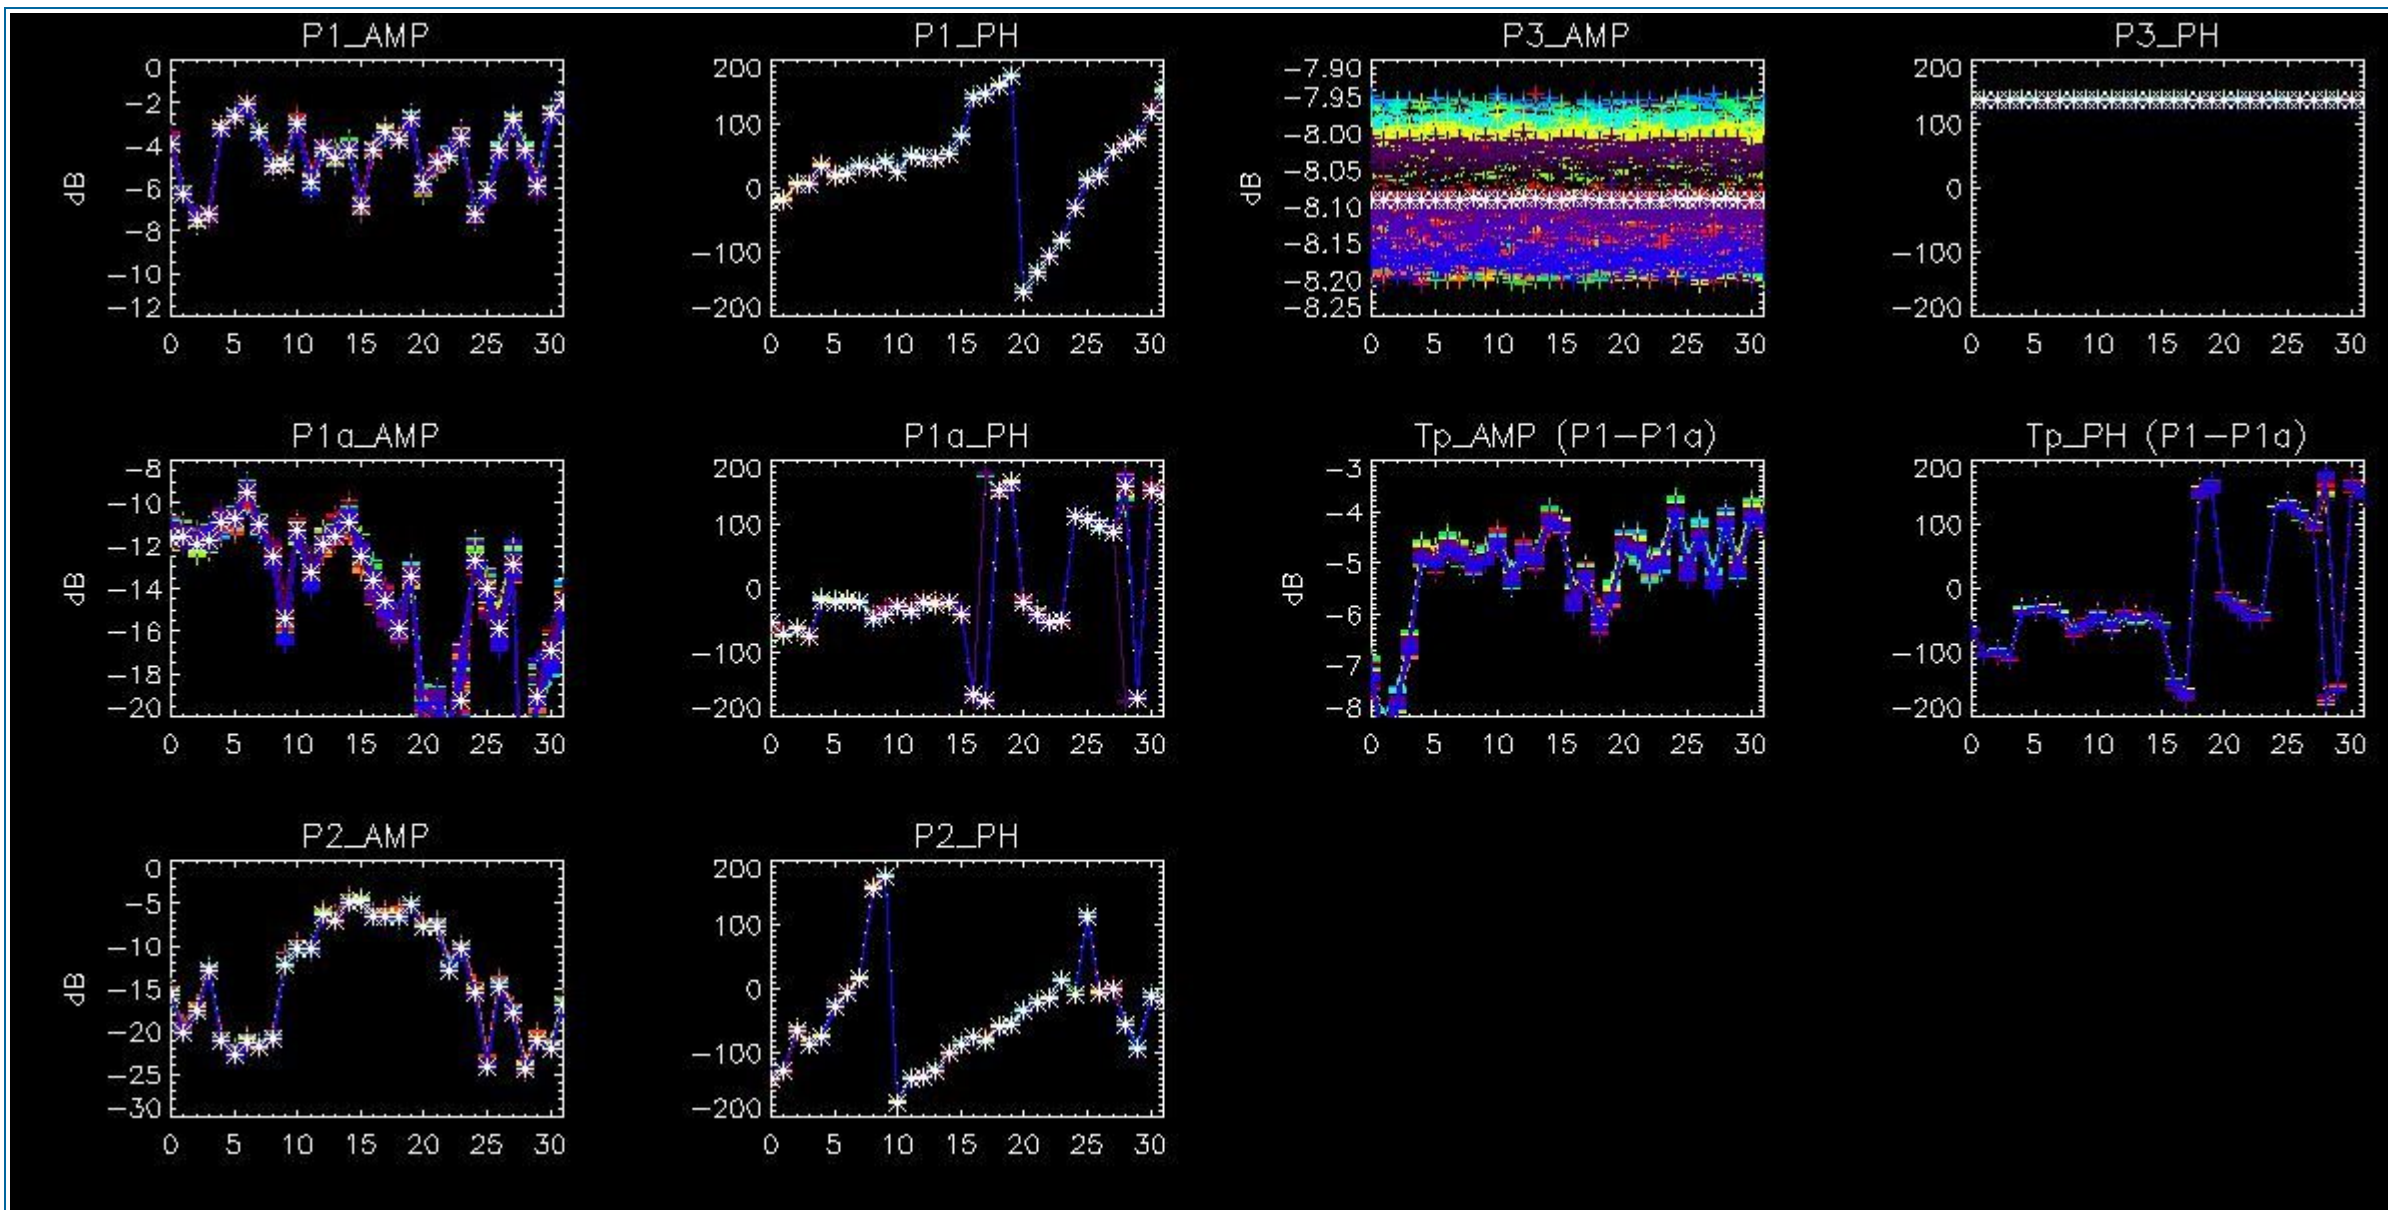 P1_AMP
0
−2
−4
−6
−8
−10
−12
dB
0 5 10 15 20 25 30
P1_PH
200
100
0
−100
−200
0 5 10 15 20 25 30
P3_AMP
−7.90
−7.95
−8.00
−8.05
−8.10
−8.15
−8.20
−8.25
dB
0 5 10 15 20 25 30
P3_PH
200
100
0
−100
−200
0 5 10 15 20 25 30
P1a_AMP
−8
−10
−12
−14
−16
−18
−20
dB
0 5 10 15 20 25 30
P1a_PH
200
100
0
−100
−200
0 5 10 15 20 25 30
Tp_AMP (P1−P1a)
−3
−4
−5
−6
−7
−8
dB
0 5 10 15 20 25 30
Tp_PH (P1−P1a)
200
100
0
−100
−200
0 5 10 15 20 25 30
P2_AMP
0
−5
−10
−15
−20
−25
−30
dB
0 5 10 15 20 25 30
P2_PH
200
100
0
−100
−200
0 5 10 15 20 25 30